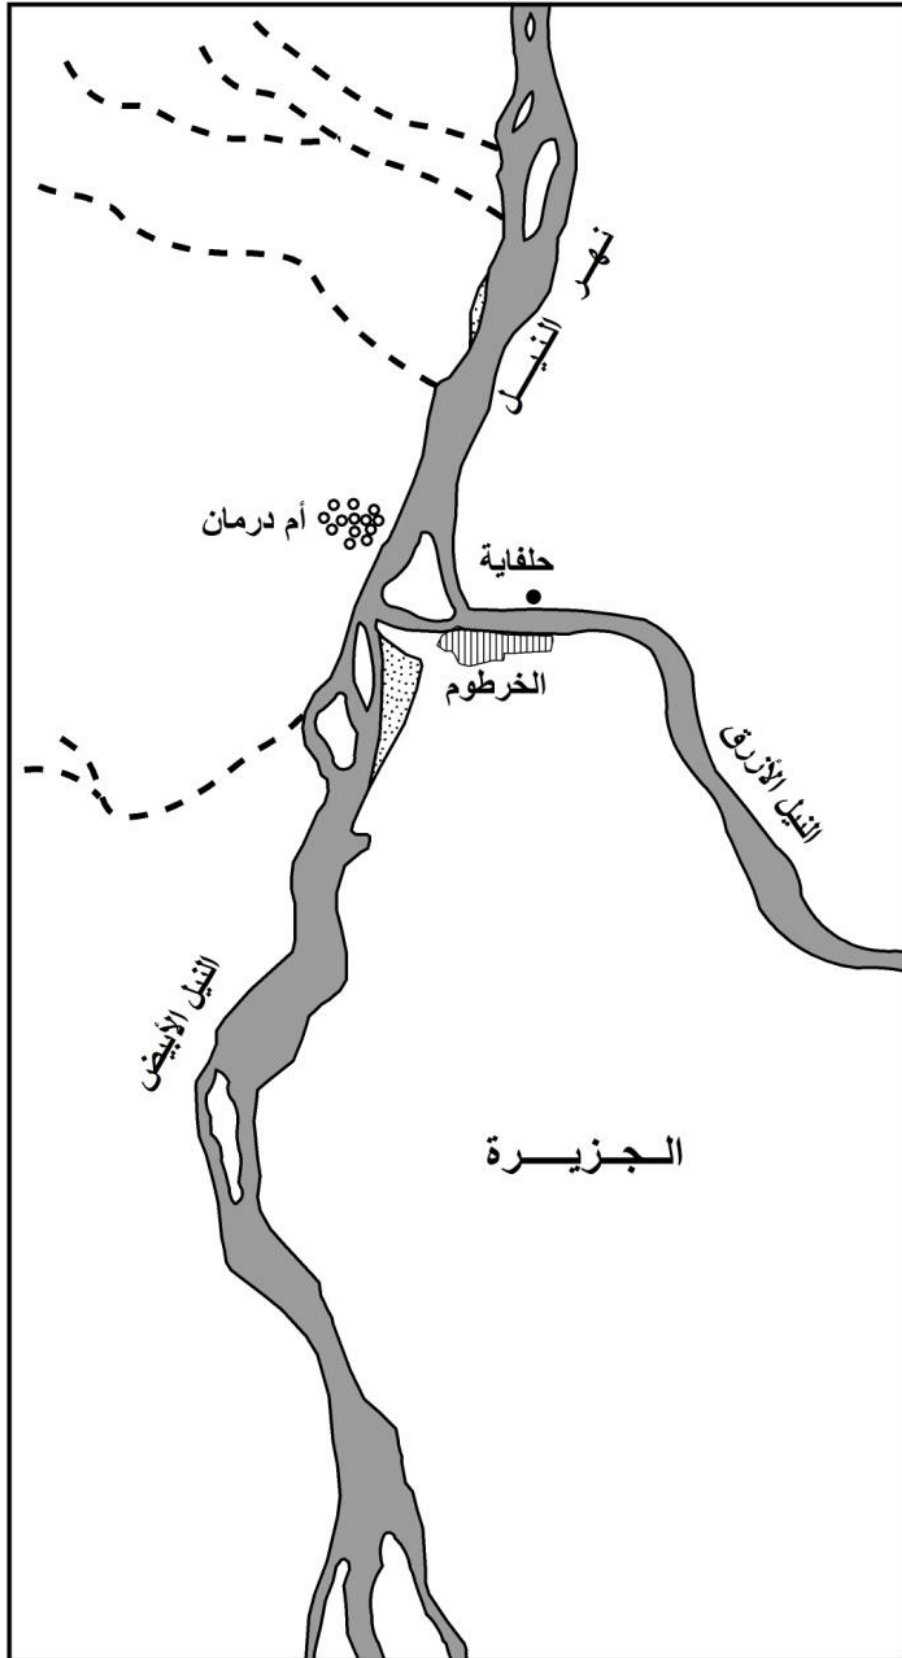 نهر النيل
أم درمان
حلفاية
الخرطوم
النيل الأزرق
النيل الأبيض
الجزيرة